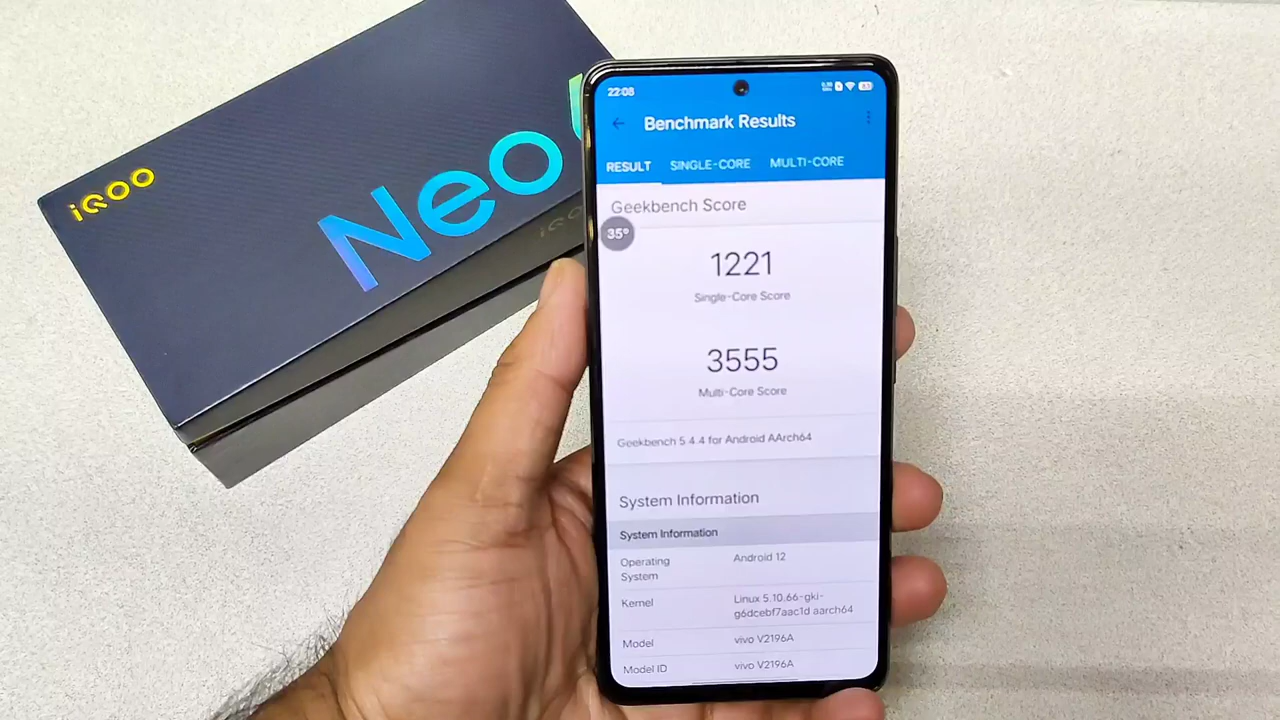 iQOO
Neo
iQOO
22:08
Benchmark Results
RESULT
SINGLE-CORE
MULTI-CORE
Geekbench Score
35°
1221
Single-Core Score
3555
Multi-Core Score
Geekbench 5.4.4 for Android AArch64
System Information
System Information
Operating System
Android 12
Kernel
Linux 5.10.66-gki-
g6dcebf7aac1d aarch64
Model
vivo V2196A
Model ID
vivo V2196A